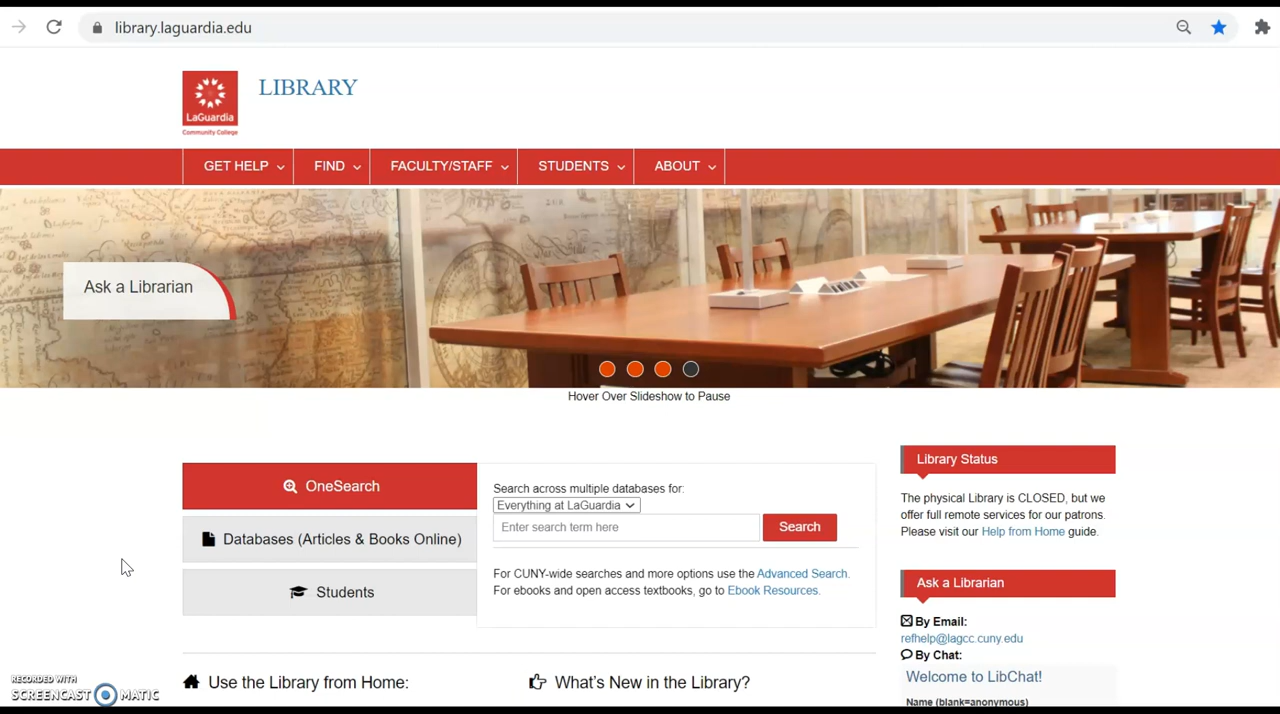 library.laguardia.edu
LaGuardia
Community College
LIBRARY
GET HELP
FIND
FACULTY/STAFF
STUDENTS
ABOUT
Ask a Librarian
Hover Over Slideshow to Pause
OneSearch
Databases (Articles & Books Online)
Students
Search across multiple databases for:
Everything at LaGuardia
Enter search term here
Search
For CUNY-wide searches and more options use the Advanced Search.
For ebooks and open access textbooks, go to Ebook Resources.
Library Status
The physical Library is CLOSED, but we
offer full remote services for our patrons.
Please visit our Help from Home guide.
Ask a Librarian
By Email:
refhelp@lagcc.cuny.edu
By Chat:
Welcome to LibChat!
Name (blank=anonymous)
Use the Library from Home:
What's New in the Library?
RECORDED WITH
SCREENCAST MATIC